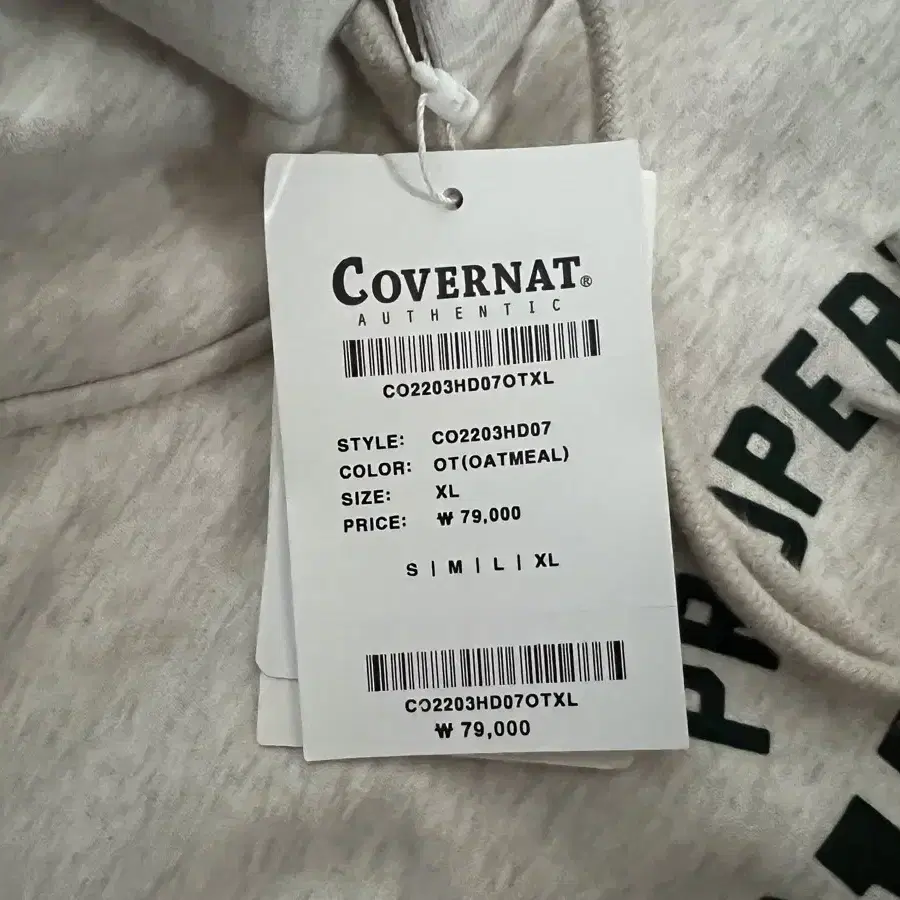 COVERNAT®
AUTHENTIC
CO2203HD07OTXL
STYLE: CO2203HD07
COLOR: OT(OATMEAL)
SIZE: XL
PRICE: ₩ 79,000
S | M | L | XL
CO2203HD07OTXL
₩ 79,000